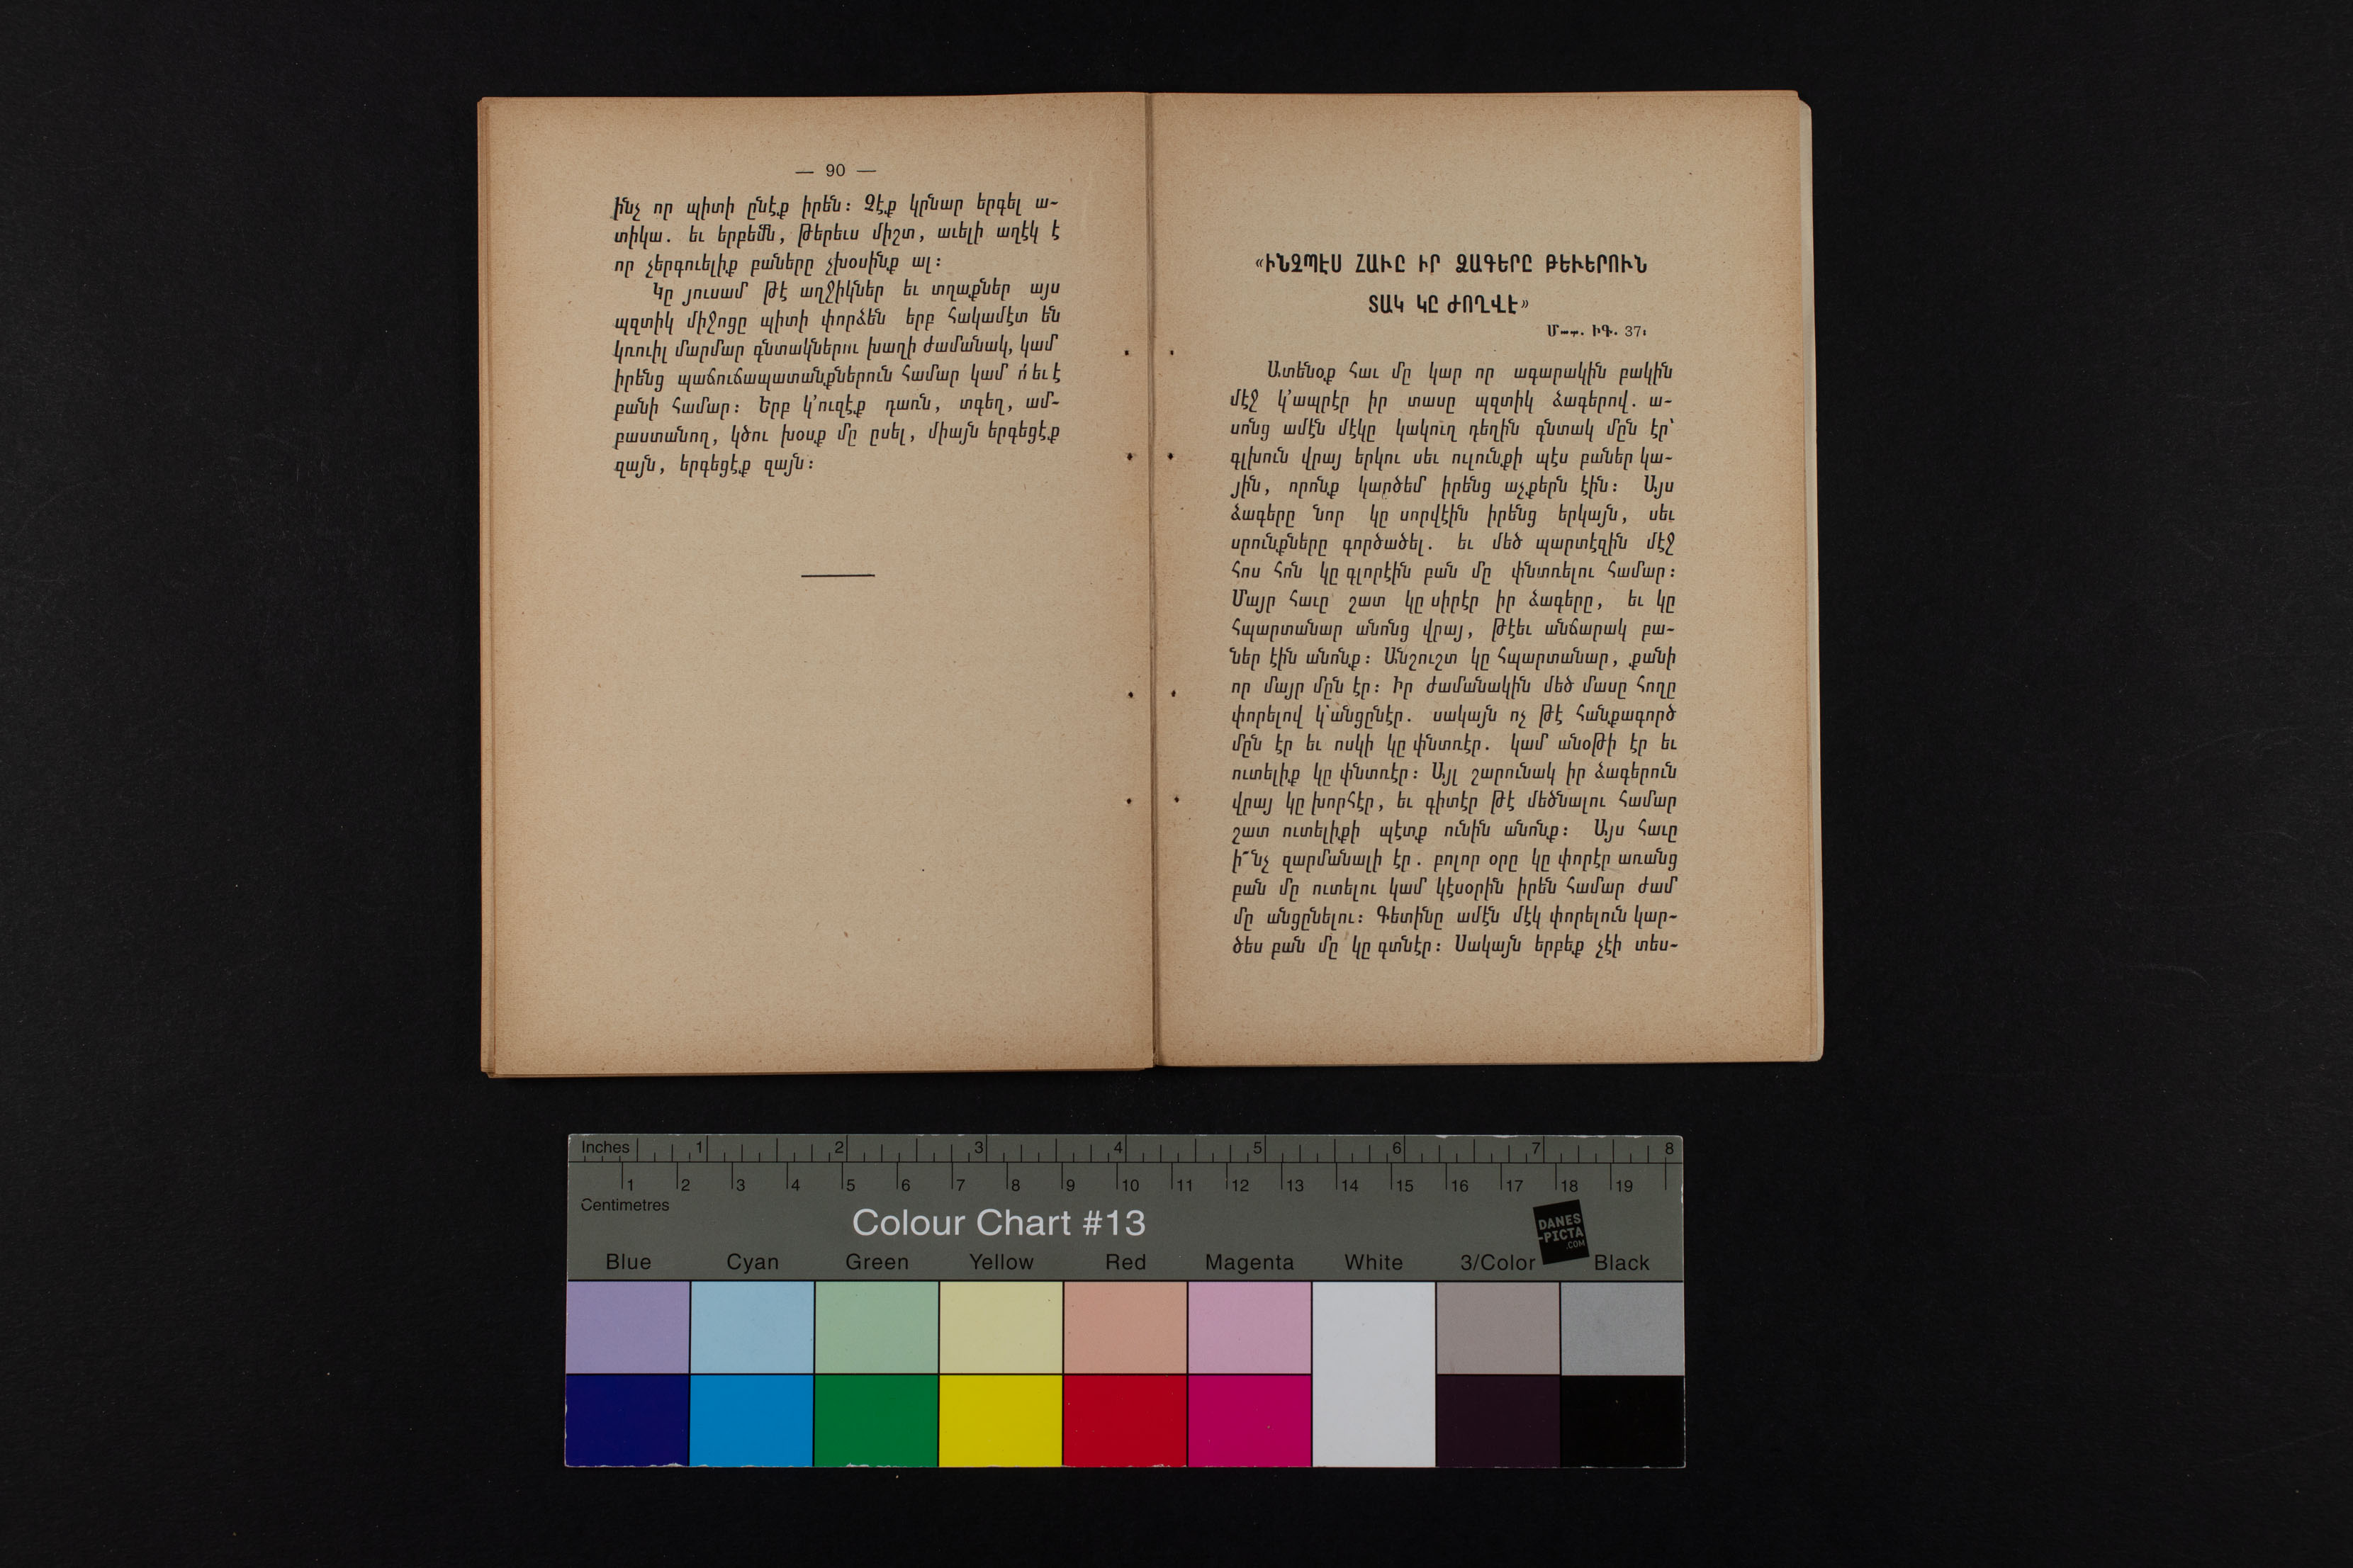 — 90 —
ինչ որ պիտի ընէք իրեն։ Չէք կրնար երգել ա-
տիկա. եւ երբեմն, թերեւս միշտ, աւելի աղէկ է
որ չերգուելիք բաները չխօսինք ալ։
Կը յուսամ թէ աղջիկներ եւ տղաքներ այս
պզտիկ միջոցը պիտի փորձեն երբ հակամէտ են
կռուիլ մարմար գնտակներու խաղի ժամանակ, կամ
իրենց պաճուճապատանքներուն համար կամ ո՛ եւ է
բանի համար։ Երբ կ՚ուզէք դառն, տգեղ, ամ-
բաստանող, կծու խօսք մը ըսել, միայն երգեցէք
զայն, երգեցէք զայն։
«ԻՆՉՊԷՍ ՀԱՒԸ ԻՐ ՁԱԳԵՐԸ ԹԵՒԵՐՈՒՆ
ՏԱԿ ԿԸ ԺՈՂՎԷ»
Մատ. ԻԳ. 37։
Ատենօք հաւ մը կար որ ագարակին բակին
մէջ կ՚ապրէր իր տասը պզտիկ ձագերով. ա-
սոնց ամէն մէկը կակուղ դեղին գնտակ մըն էր՝
գլխուն վրայ երկու սեւ ուլունքի պէս բաներ կա-
յին, որոնք կարծեմ իրենց աչքերն էին։ Այս
ձագերը նոր կը սորվէին իրենց երկայն, սեւ
սրունքները գործածել. եւ մեծ պարտէզին մէջ
հոս հոն կը գլորէին բան մը փնտռելու համար։
Մայր հաւը շատ կը սիրէր իր ձագերը, եւ կը
հպարտանար անոնց վրայ, թէեւ անճարակ բա-
ներ էին անոնք։ Անշուշտ կը հպարտանար, քանի
որ մայր մըն էր։ Իր ժամանակին մեծ մասը հողը
փորելով կ՚անցընէր. սակայն ոչ թէ հանքագործ
մըն էր եւ ոսկի կը փնտռէր. կամ անօթի էր եւ
ուտելիք կը փնտռէր։ Այլ շարունակ իր ձագերուն
վրայ կը խորհէր, եւ գիտէր թէ մեծնալու համար
շատ ուտելիքի պէտք ունին անոնք։ Այս հաւը
ի՜նչ զարմանալի էր. բոլոր օրը կը փորէր առանց
բան մը ուտելու կամ կէսօրին իրեն համար ժամ
մը անցընելու։ Գետինը ամէն մէկ փորելուն կար-
ծես բան մը կը գտնէր։ Սակայն երբեք չէի տես-
Inches 1 2 3 4 5 6 7 8
1 2 3 4 5 6 7 8 9 10 11 12 13 14 15 16 17 18 19
Centimetres
Colour Chart #13
DANES
-PICTA
.COM
Blue Cyan Green Yellow Red Magenta White 3/Color Black